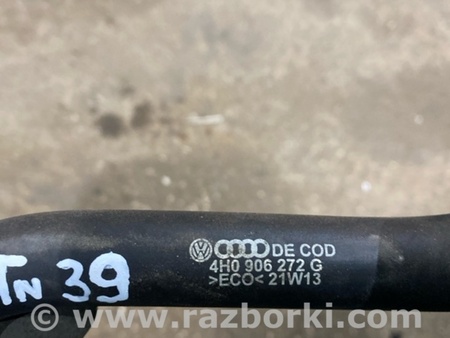 DE COD
4H0 906 272 G
>ECO< 21W13
TN 39
www.razborki.com